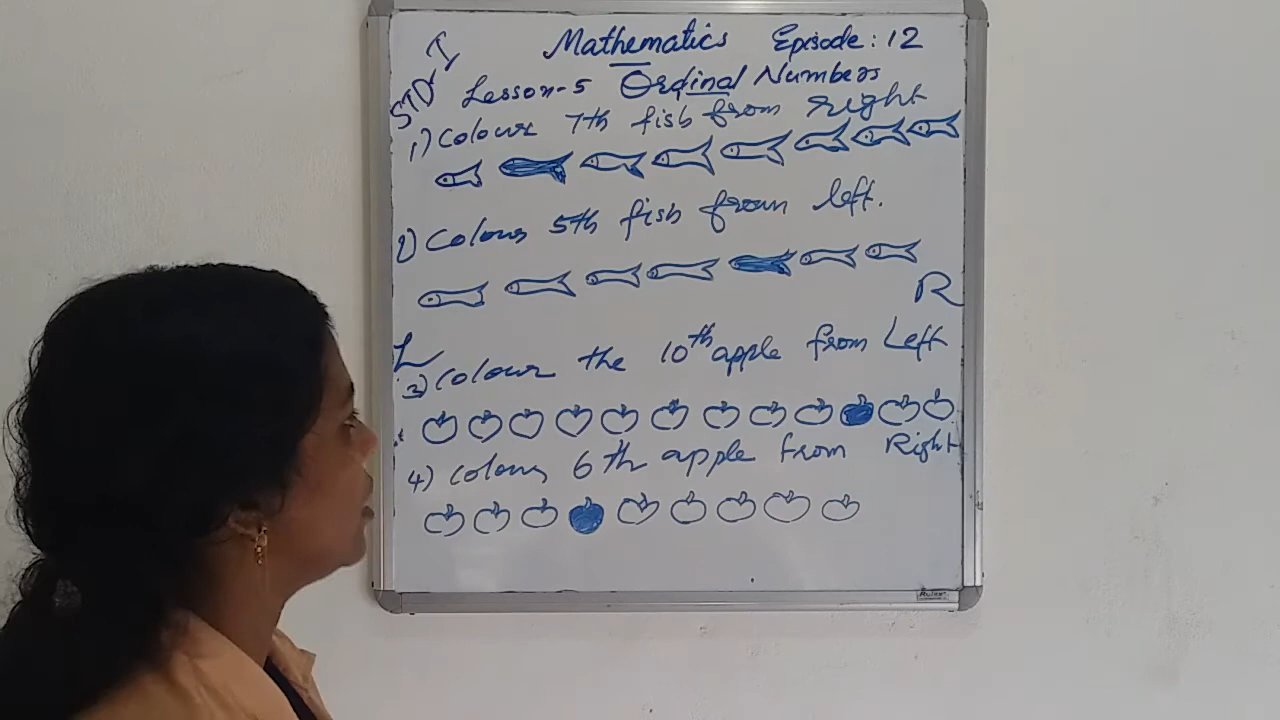 STD-I
Mathematics Episode: 12
Lesson-5 Ordinal Numbers
1) Colour 7th fish from right
2) Colour 5th fish from left.
R
L
3) Colour the 10th apple from Left
4) Colour 6th apple from Right